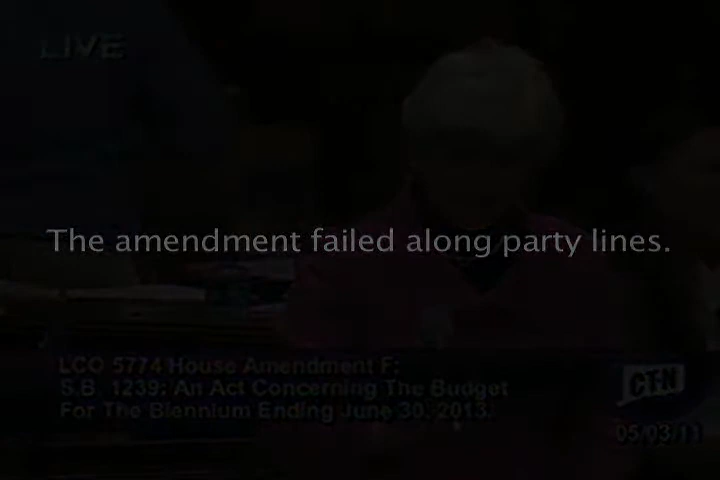 LIVE
The amendment failed along party lines.
LCO 5774 House Amendment F:
S.B 1239: An Act Concerning The Budget
For The Biennium Ending June 30, 2013.
CTN
05/03/11